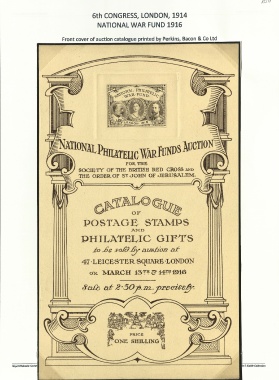 6th CONGRESS, LONDON, 1914
NATIONAL WAR FUND 1916
Front cover of auction catalogue printed by Perkins, Bacon & Co Ltd
NATIONAL PHILATELIC WAR FUNDS AUCTION
FOR THE
SOCIETY OF THE BRITISH RED CROSS AND
THE ORDER OF ST JOHN OF JERUSALEM.
CATALOGUE
OF
POSTAGE STAMPS
AND
PHILATELIC GIFTS
to be sold by auction at
47·LEICESTER SQUARE·LONDON
ON MARCH 13TH & 14TH 1916
Sale at 2·30 p.m. precisely
PRICE
ONE SHILLING